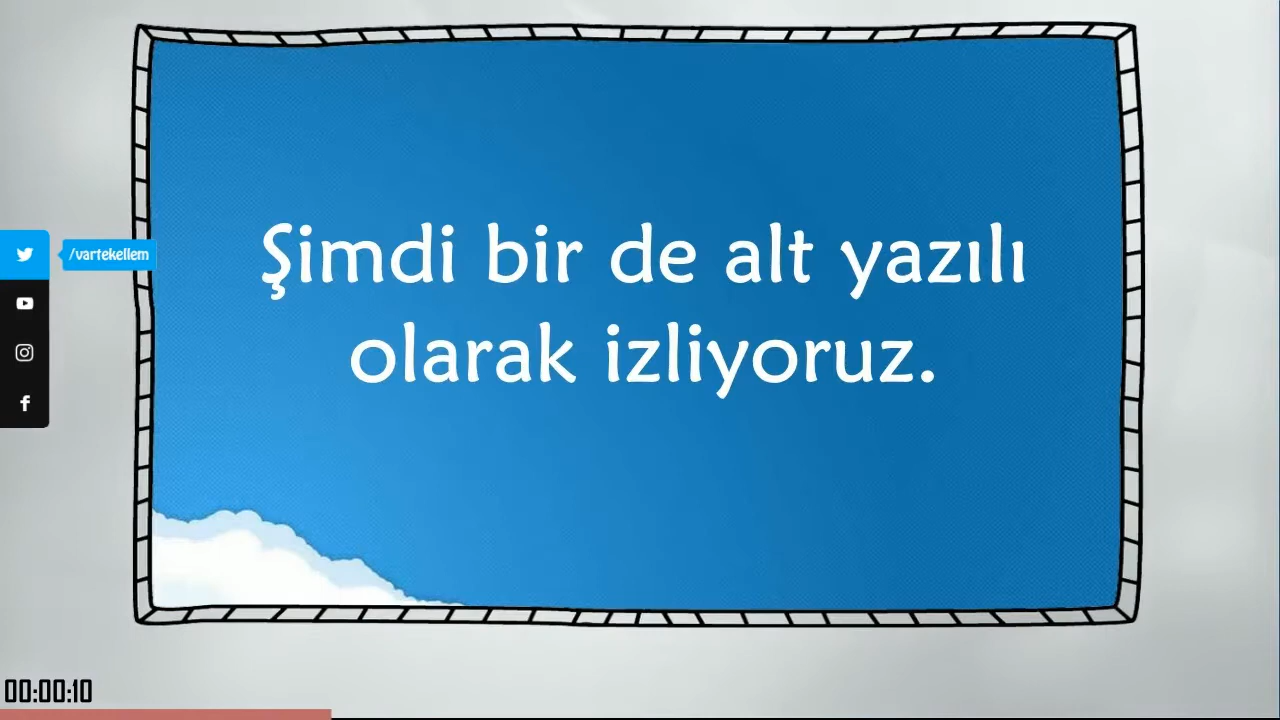 Şimdi bir de alt yazılı
olarak izliyoruz.
/vartekellem
00:00:10